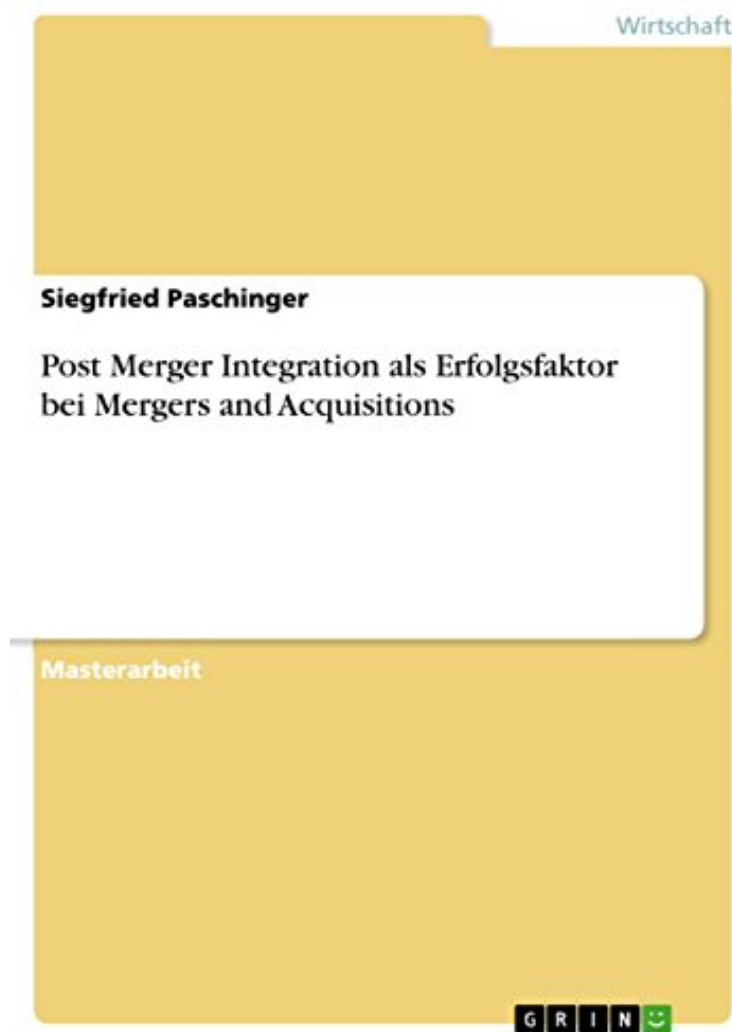 Wirtschaft
Siegfried Paschinger
Post Merger Integration als Erfolgsfaktor
bei Mergers and Acquisitions
Masterarbeit
GRIN